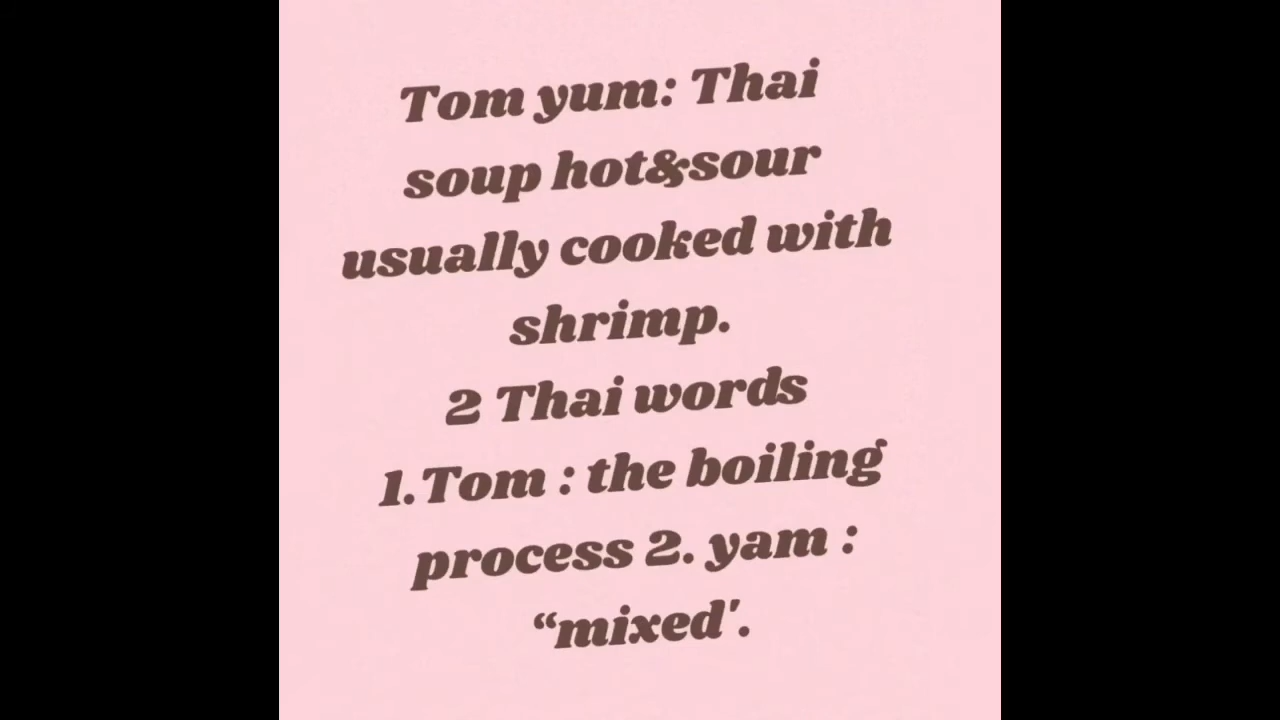 Tom yum: Thai
soup hot&sour
usually cooked with
shrimp.
2 Thai words
1.Tom : the boiling
process 2. yam :
“mixed'.